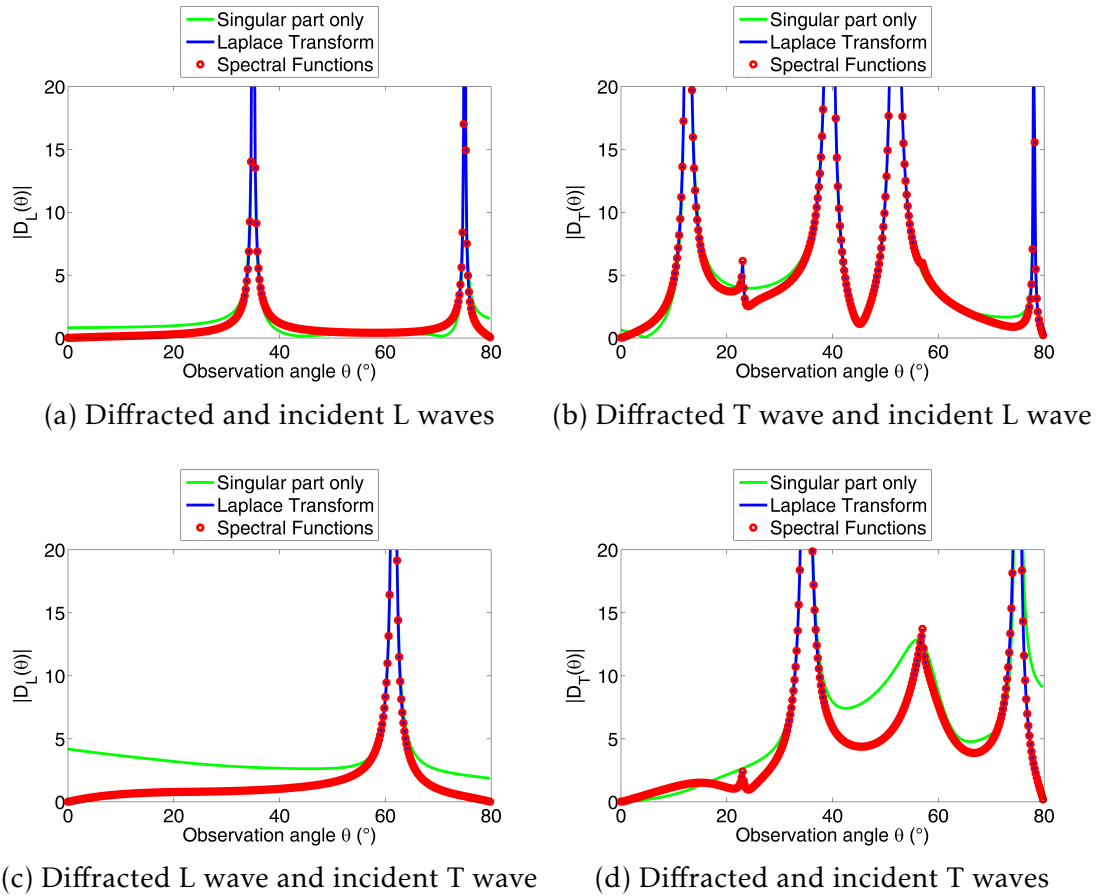 Singular part only
Laplace Transform
Spectral Functions
20
15
10
5
0
|D_L(θ)|
0 20 40 60 80
Observation angle θ (°)
(a) Diffracted and incident L waves
Singular part only
Laplace Transform
Spectral Functions
20
15
10
5
0
|D_T(θ)|
0 20 40 60 80
Observation angle θ (°)
(b) Diffracted T wave and incident L wave
Singular part only
Laplace Transform
Spectral Functions
20
15
10
5
0
|D_L(θ)|
0 20 40 60 80
Observation angle θ (°)
(c) Diffracted L wave and incident T wave
Singular part only
Laplace Transform
Spectral Functions
20
15
10
5
0
|D_T(θ)|
0 20 40 60 80
Observation angle θ (°)
(d) Diffracted and incident T waves